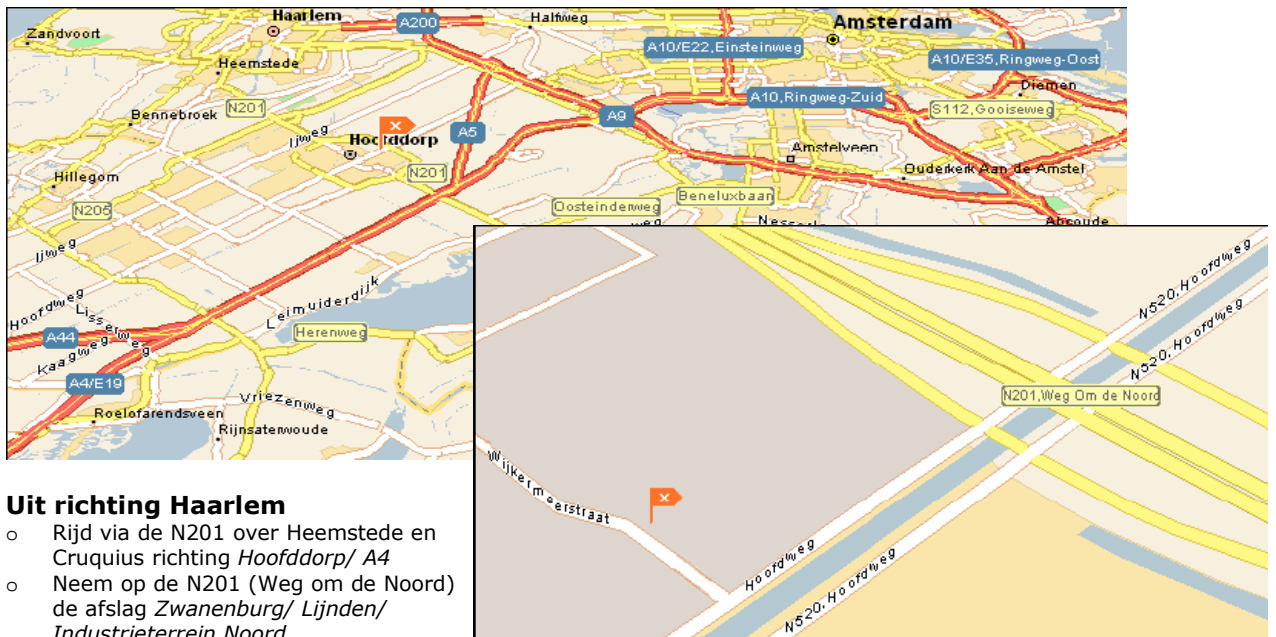 Zandvoort
Haarlem
A200
Halfweg
Amsterdam
A10/E22,Einsteinweg
A10/E35,Ringweg-Oost
Heemstede
Diemen
N201
A10,Ringweg-Zuid
S112,Gooiseweg
Bennebroek
Ijweg
Hoofddorp
A5
A9
Amstelveen
Hillegom
N201
Ouderkerk Aan de Amstel
N205
Oosteinderweg
Beneluxbaan
Abcoude
Ijweg
Hoofdweg
Lisserweg
Leimuiderdijk
A44
Herenweg
Kaagweg
A4/E19
Roelofarendsveen
Vriezenweg
Rijnsaterwoude
N520, Hoofdweg
N520, Hoofdweg
N201,Weg Om de Noord
Wijkermeerstraat
Hoofdweg
N520, Hoofdweg
Uit richting Haarlem
o Rijd via de N201 over Heemstede en
Cruquius richting Hoofddorp/ A4
o Neem op de N201 (Weg om de Noord)
de afslag Zwanenburg/ Lijnden/
Industrieterrein Noord